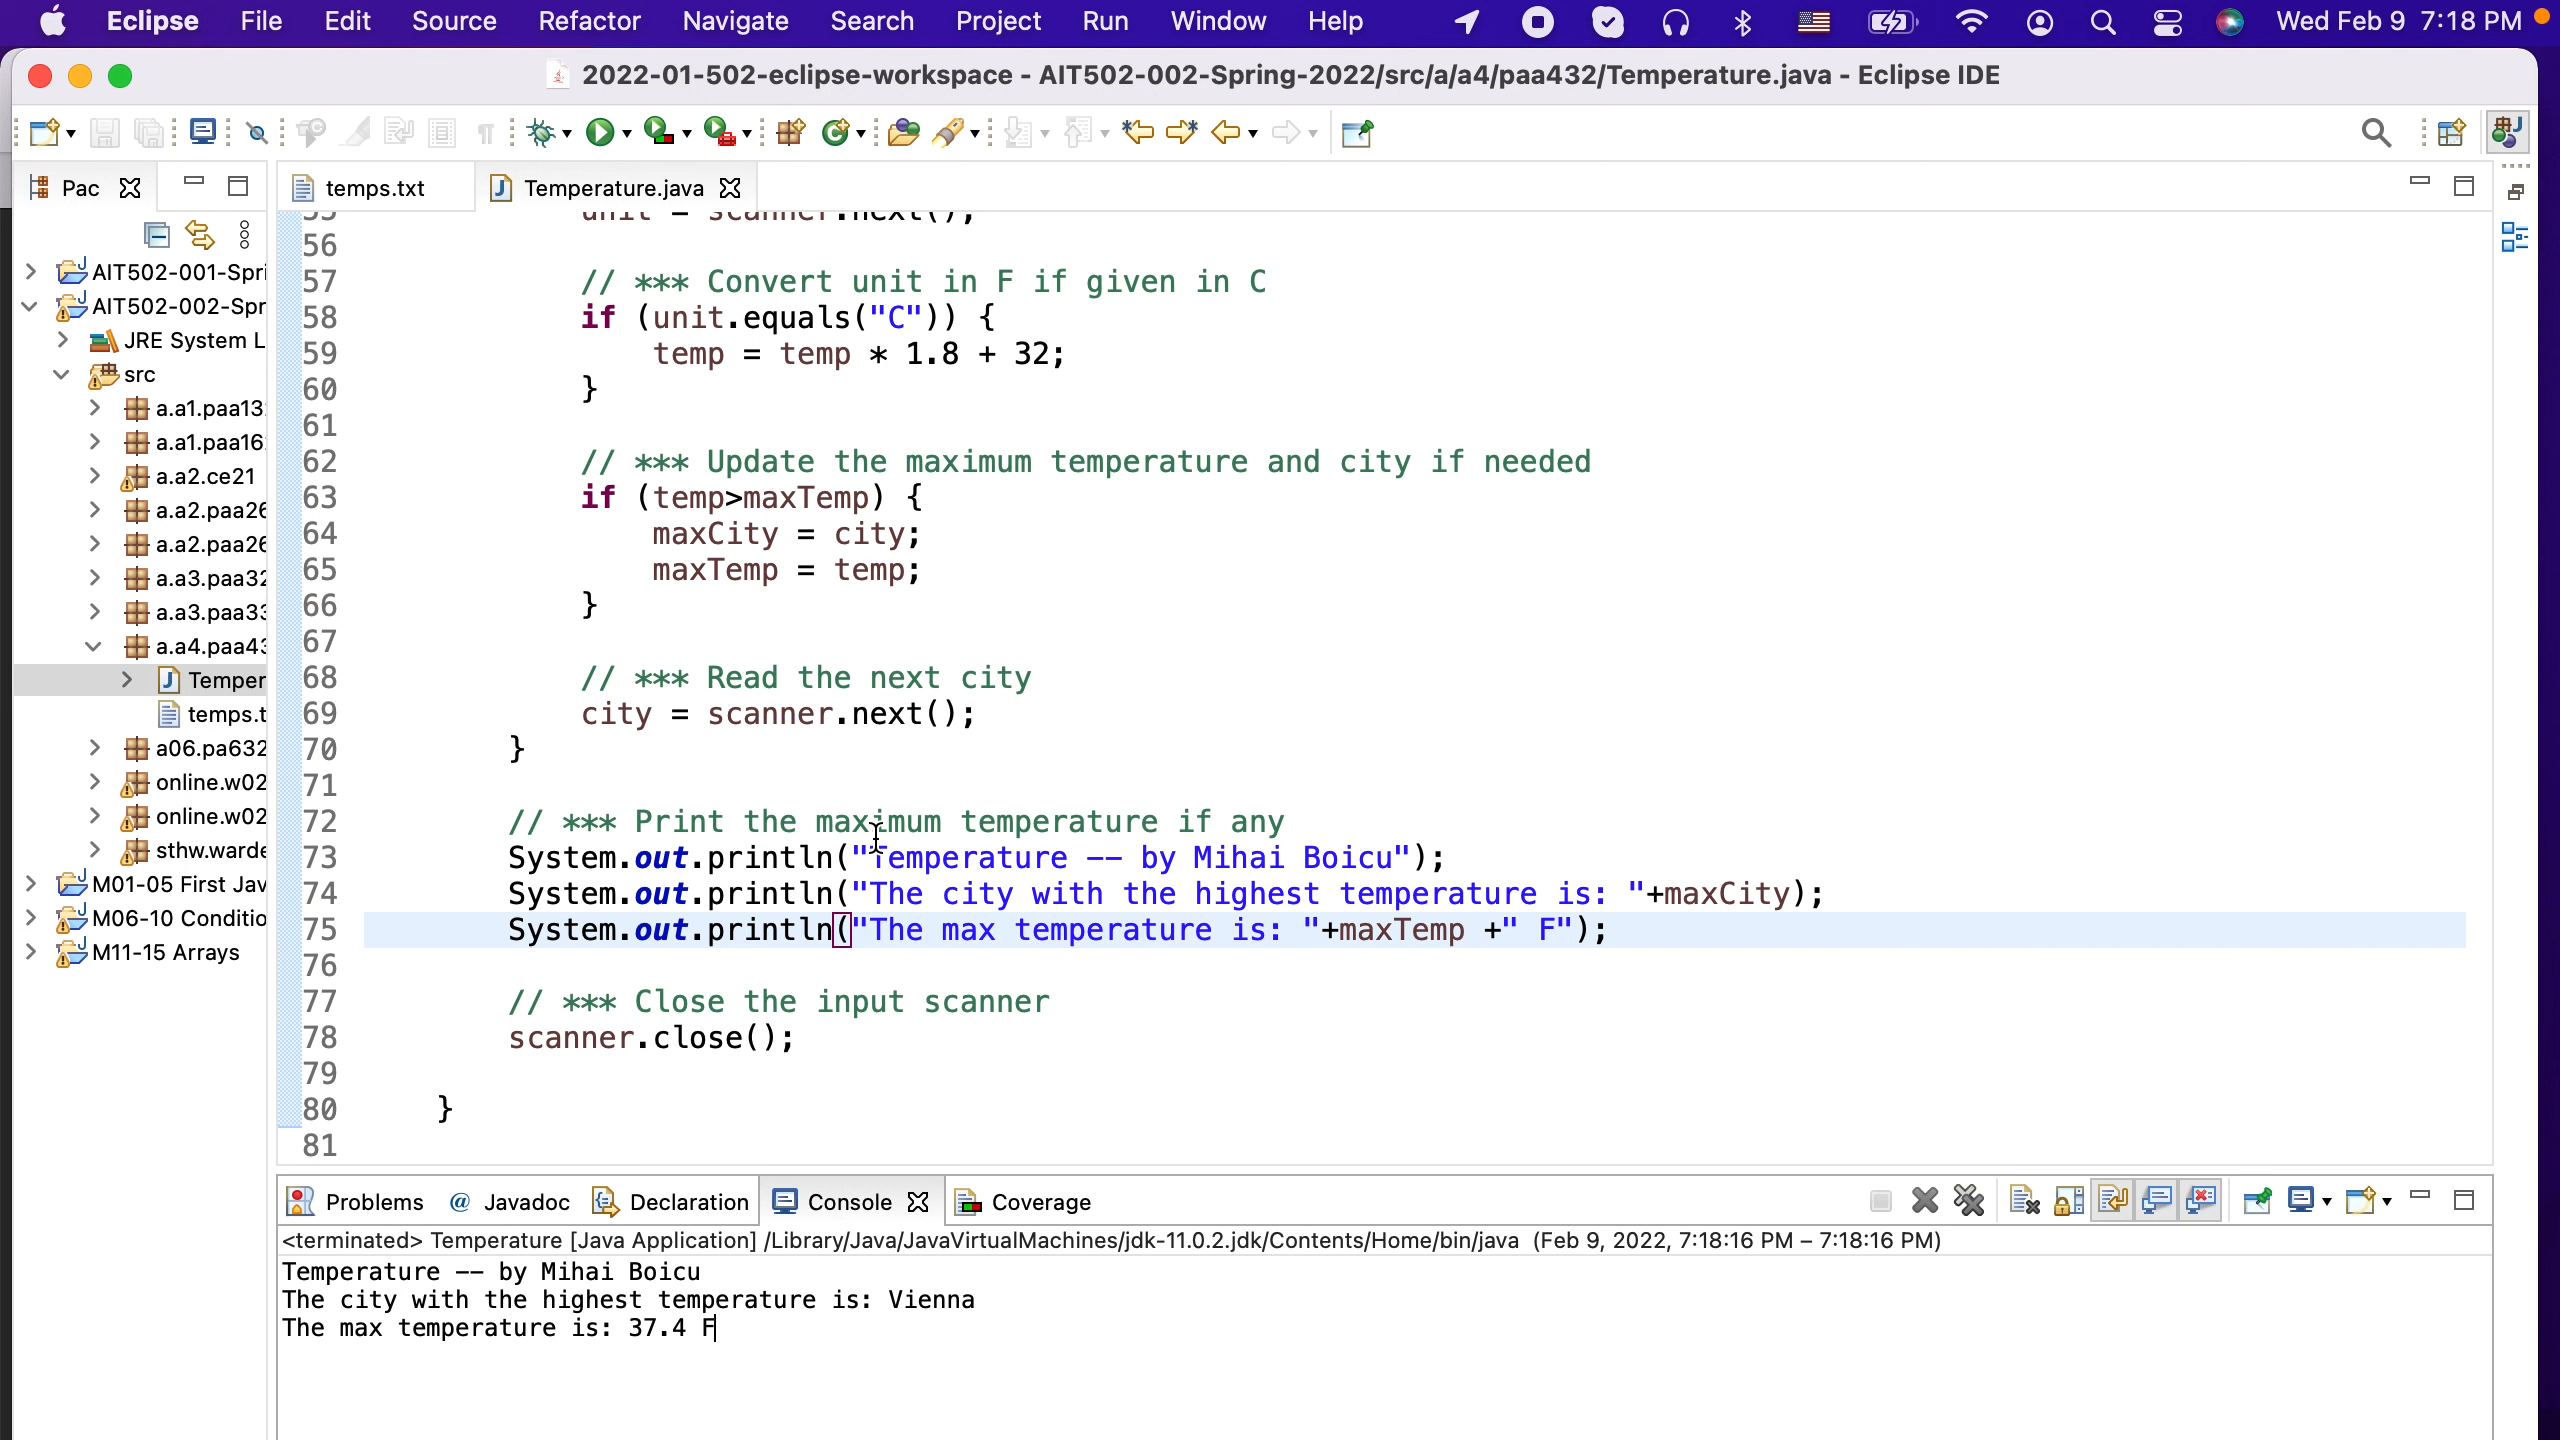 Eclipse File Edit Source Refactor Navigate Search Project Run Window Help Wed Feb 9 7:18 PM
2022-01-502-eclipse-workspace - AIT502-002-Spring-2022/src/a/a4/paa432/Temperature.java - Eclipse IDE
Pac
temps.txt Temperature.java
AIT502-001-Spri
AIT502-002-Spr
JRE System L
src
a.a1.paa13
a.a1.paa16
a.a2.ce21
a.a2.paa26
a.a2.paa26
a.a3.paa32
a.a3.paa33
a.a4.paa43
Temper
temps.t
a06.pa632
online.w02
online.w02
sthw.warde
M01-05 First Jav
M06-10 Conditio
M11-15 Arrays
55 unit = scanner.next();
56
57 // *** Convert unit in F if given in C
58 if (unit.equals("C")) {
59 temp = temp * 1.8 + 32;
60 }
61
62 // *** Update the maximum temperature and city if needed
63 if (temp>maxTemp) {
64 maxCity = city;
65 maxTemp = temp;
66 }
67
68 // *** Read the next city
69 city = scanner.next();
70 }
71
72 // *** Print the maximum temperature if any
73 System.out.println("Temperature -- by Mihai Boicu");
74 System.out.println("The city with the highest temperature is: "+maxCity);
75 System.out.println("The max temperature is: "+maxTemp +" F");
76
77 // *** Close the input scanner
78 scanner.close();
79
80 }
81
Problems @ Javadoc Declaration Console Coverage
<terminated> Temperature [Java Application] /Library/Java/JavaVirtualMachines/jdk-11.0.2.jdk/Contents/Home/bin/java (Feb 9, 2022, 7:18:16 PM – 7:18:16 PM)
Temperature -- by Mihai Boicu
The city with the highest temperature is: Vienna
The max temperature is: 37.4 F